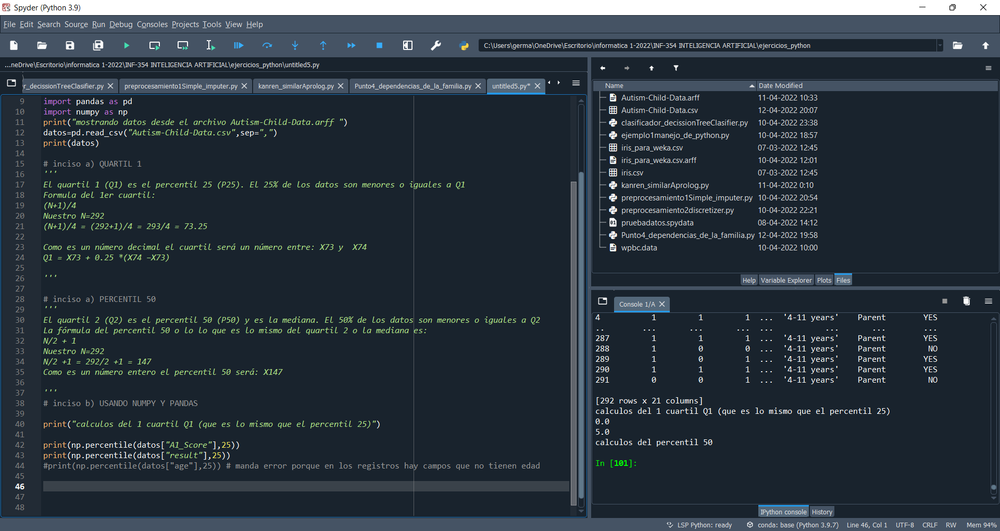 Spyder (Python 3.9)
File Edit Search Source Run Debug Consoles Projects Tools View Help
C:\Users\germa\OneDrive\Escritorio\informatica 1-2022\INF-354 INTELIGENCIA ARTIFICIAL\ejercicios_python
...neDrive\Escritorio\informatica 1-2022\INF-354 INTELIGENCIA ARTIFICIAL\ejercicios_python\untitled5.py
r_decissionTreeClasifier.py preprocesamiento1Simple_imputer.py kanren_similarAprolog.py Punto4_dependencias_de_la_familia.py untitled5.py*
9 import pandas as pd
10 import numpy as np
11 print("mostrando datos desde el archivo Autism-Child-Data.arff ")
12 datos=pd.read_csv("Autism-Child-Data.csv",sep=",")
13 print(datos)
14
15 # inciso a) QUARTIL 1
16 '''
17 El quartil 1 (Q1) es el percentil 25 (P25). El 25% de los datos son menores o iguales a Q1
18 Formula del 1er cuartil:
19 (N+1)/4
20 Nuestro N=292
21 (N+1)/4 = (292+1)/4 = 293/4 = 73.25
22
23 Como es un número decimal el cuartil será un número entre: X73 y  X74
24 Q1 = X73 + 0.25 *(X74 –X73)
25
26 '''
27
28 # inciso a) PERCENTIL 50
29 '''
30 El quartil 2 (Q2) es el percentil 50 (P50) y es la mediana. El 50% de los datos son menores o iguales a Q2
31 La fórmula del percentil 50 o lo lo que es lo mismo del quartil 2 o la mediana es:
32 N/2 + 1
33 Nuestro N=292
34 N/2 +1 = 292/2 +1 = 147
35 Como es un número entero el percentil 50 será: X147
36
37 '''
38 # inciso b) USANDO NUMPY Y PANDAS
39
40 print("calculos del 1 cuartil Q1 (que es lo mismo que el percentil 25)")
41
42 print(np.percentile(datos["A1_Score"],25))
43 print(np.percentile(datos["result"],25))
44 #print(np.percentile(datos["age"],25)) # manda error porque en los registros hay campos que no tienen edad
45
46
47
48
Name Date Modified
Autism-Child-Data.arff 11-04-2022 10:33
Autism-Child-Data.csv 12-04-2022 20:07
clasificador_decissionTreeClasifier.py 10-04-2022 23:38
ejemplo1manejo_de_python.py 10-04-2022 18:57
iris_para_weka.csv 07-03-2022 12:45
iris_para_weka.csv.arff 10-04-2022 12:01
iris.csv 07-03-2022 12:45
kanren_similarAprolog.py 11-04-2022 0:10
preprocesamiento1Simple_imputer.py 10-04-2022 20:54
preprocesamiento2discretizer.py 10-04-2022 22:21
01 pruebadatos.spydata 08-04-2022 14:12
Punto4_dependencias_de_la_familia.py 12-04-2022 19:58
wpbc.data 10-04-2022 10:00
Help Variable Explorer Plots Files
Console 1/A
4 1 1 1 ... '4-11 years' Parent YES
.. ... ... ... ... ... ... ...
287 1 1 1 ... '4-11 years' Parent YES
288 1 0 0 ... '4-11 years' Parent NO
289 1 0 1 ... '4-11 years' Parent YES
290 1 1 1 ... '4-11 years' Parent YES
291 0 0 1 ... '4-11 years' Parent NO
[292 rows x 21 columns]
calculos del 1 cuartil Q1 (que es lo mismo que el percentil 25)
0.0
5.0
calculos del percentil 50
In [101]:
IPython console History
LSP Python: ready conda: base (Python 3.9.7) Line 46, Col 1 UTF-8 CRLF RW Mem 94%